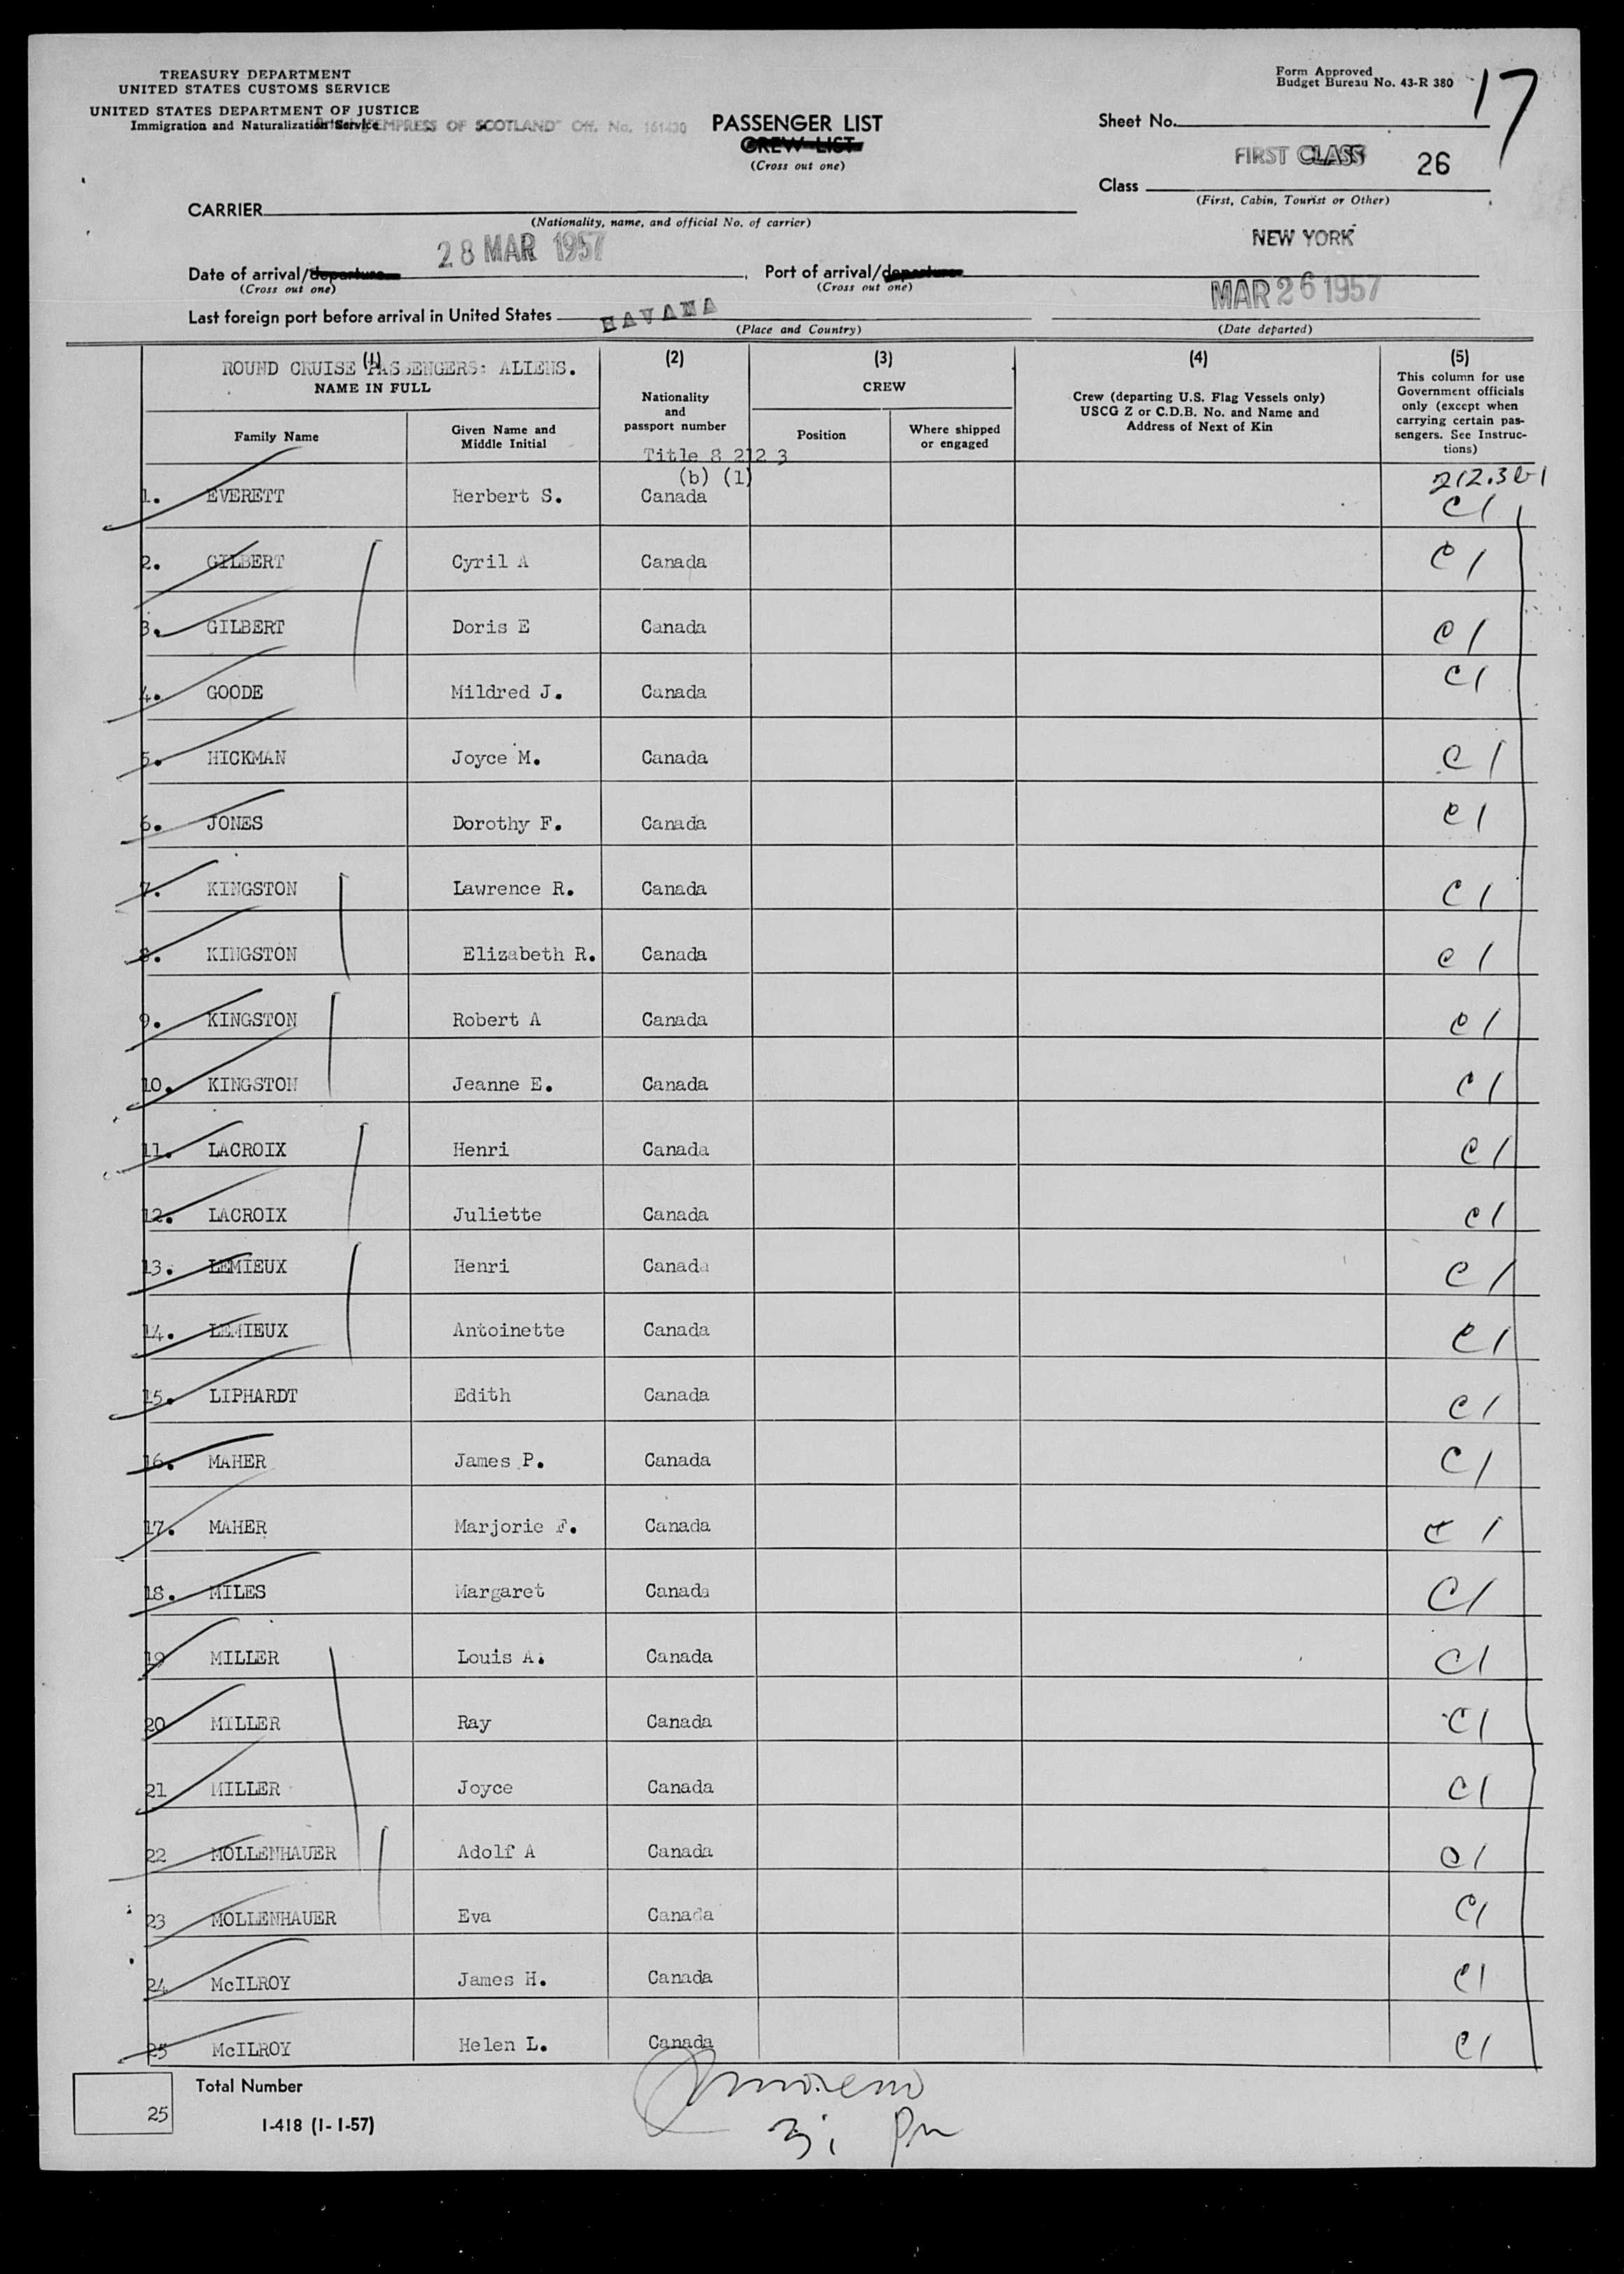 TREASURY DEPARTMENT
UNITED STATES CUSTOMS SERVICE
UNITED STATES DEPARTMENT OF JUSTICE
Immigration and Naturalization Service
"EMPRESS OF SCOTLAND" Off. No. 161430
PASSENGER LIST
CREW LIST
(Cross out one)
Form Approved
Budget Bureau No. 43-R 380
17
Sheet No.
FIRST CLASS 26
Class
(First, Cabin, Tourist or Other)
CARRIER
(Nationality, name, and official No. of carrier)
28 MAR 1957
NEW YORK
Date of arrival/departure
(Cross out one)
Port of arrival/departure
(Cross out one)
MAR 26 1957
Last foreign port before arrival in United States HAVANA
(Place and Country)
(Date departed)
(1)
ROUND CRUISE PASSENGERS: ALIENS.
NAME IN FULL
Family Name
Given Name and
Middle Initial
(2)
Nationality
and
passport number
(3)
CREW
Position
Where shipped
or engaged
(4)
Crew (departing U.S. Flag Vessels only)
USCG Z or C.D.B. No. and Name and
Address of Next of Kin
(5)
This column for use
Government officials
only (except when
carrying certain pas-
sengers. See Instruc-
tions)
Title 8 212 3
(b) (1)
212.3b1
1. EVERETT Herbert S. Canada C1
2. GILBERT Cyril A Canada C1
3. GILBERT Doris E Canada C1
4. GOODE Mildred J. Canada C1
5. HICKMAN Joyce M. Canada C1
6. JONES Dorothy F. Canada C1
7. KINGSTON Lawrence R. Canada C1
8. KINGSTON Elizabeth R. Canada C1
9. KINGSTON Robert A Canada C1
10. KINGSTON Jeanne E. Canada C1
11. LACROIX Henri Canada C1
12. LACROIX Juliette Canada C1
13. LEMIEUX Henri Canada C1
14. LEMIEUX Antoinette Canada C1
15. LIPHARDT Edith Canada C1
16. MAHER James P. Canada C1
17. MAHER Marjorie F. Canada C1
18. MILES Margaret Canada C1
19 MILLER Louis A. Canada C1
20 MILLER Ray Canada C1
21 MILLER Joyce Canada C1
22 MOLLENHAUER Adolf A Canada C1
23 MOLLENHAUER Eva Canada C1
24 McILROY James H. Canada C1
25 McILROY Helen L. Canada C1
25
Total Number
I-418 (1-1-57)